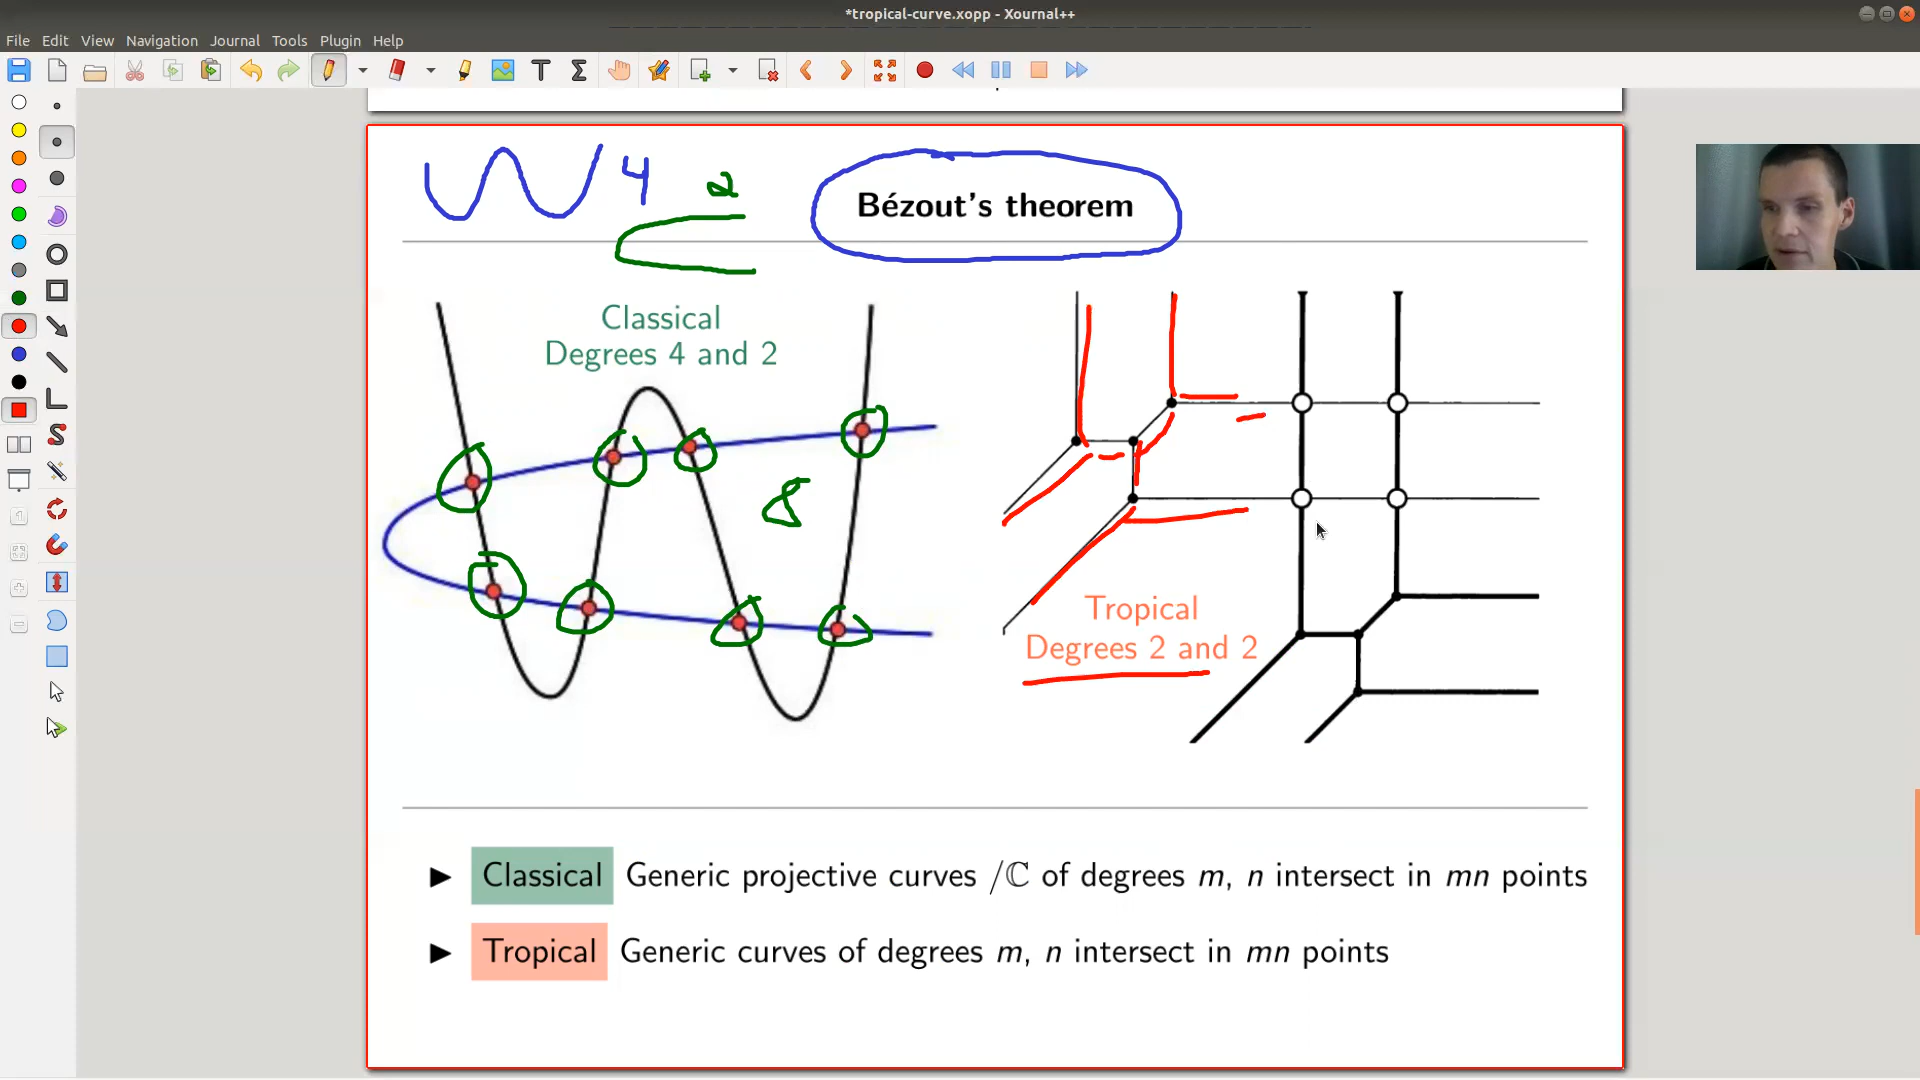 *tropical-curve.xopp - Xournal++
File Edit View Navigation Journal Tools Plugin Help
4 2
Bézout's theorem
Classical
Degrees 4 and 2
8
Tropical
Degrees 2 and 2
► Classical Generic projective curves /ℂ of degrees m, n intersect in mn points
► Tropical Generic curves of degrees m, n intersect in mn points